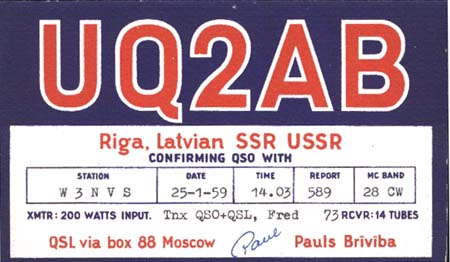 UQ2AB
Riga, Latvian SSR USSR
CONFIRMING QSO WITH
STATION DATE TIME REPORT MC BAND
W 3 N V S 25-1-59 14.03 589 28 CW
XMTR: 200 WATTS INPUT. Tnx QSO+QSL, Fred 73 RCVR: 14 TUBES
QSL via box 88 Moscow Paul Pauls Brivība